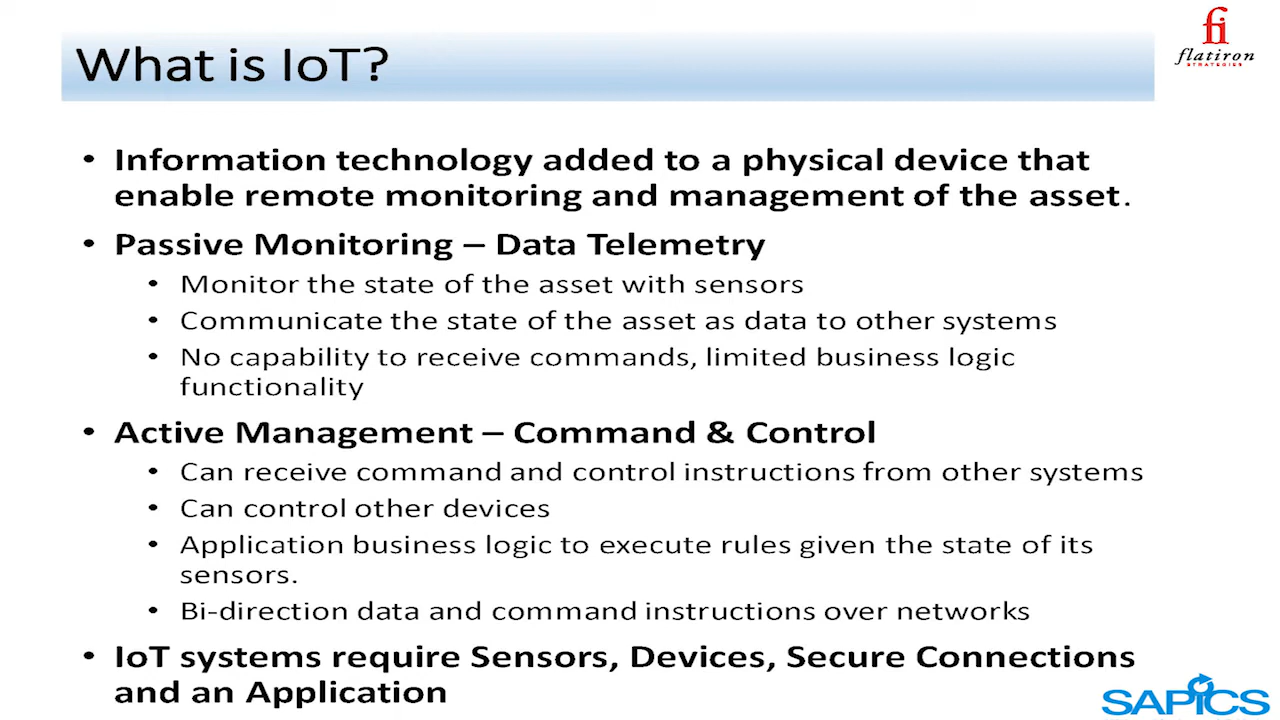 What is IoT?
fi
flatiron
STRATEGIES
• Information technology added to a physical device that
enable remote monitoring and management of the asset.
• Passive Monitoring – Data Telemetry
• Monitor the state of the asset with sensors
• Communicate the state of the asset as data to other systems
• No capability to receive commands, limited business logic
functionality
• Active Management – Command & Control
• Can receive command and control instructions from other systems
• Can control other devices
• Application business logic to execute rules given the state of its
sensors.
• Bi-direction data and command instructions over networks
• IoT systems require Sensors, Devices, Secure Connections
and an Application
SAPICS